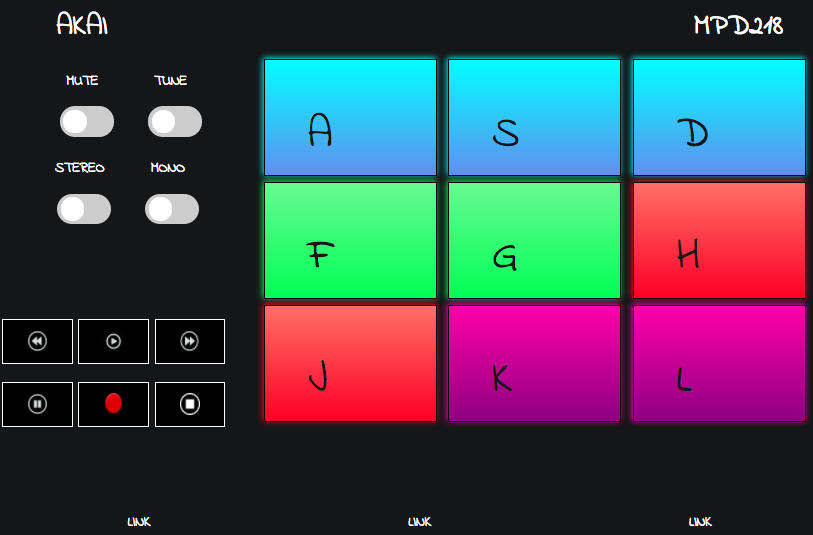 AKAI
MPD218
MUTE TUNE
STEREO MONO
A S D
F G H
J K L
LINK LINK LINK